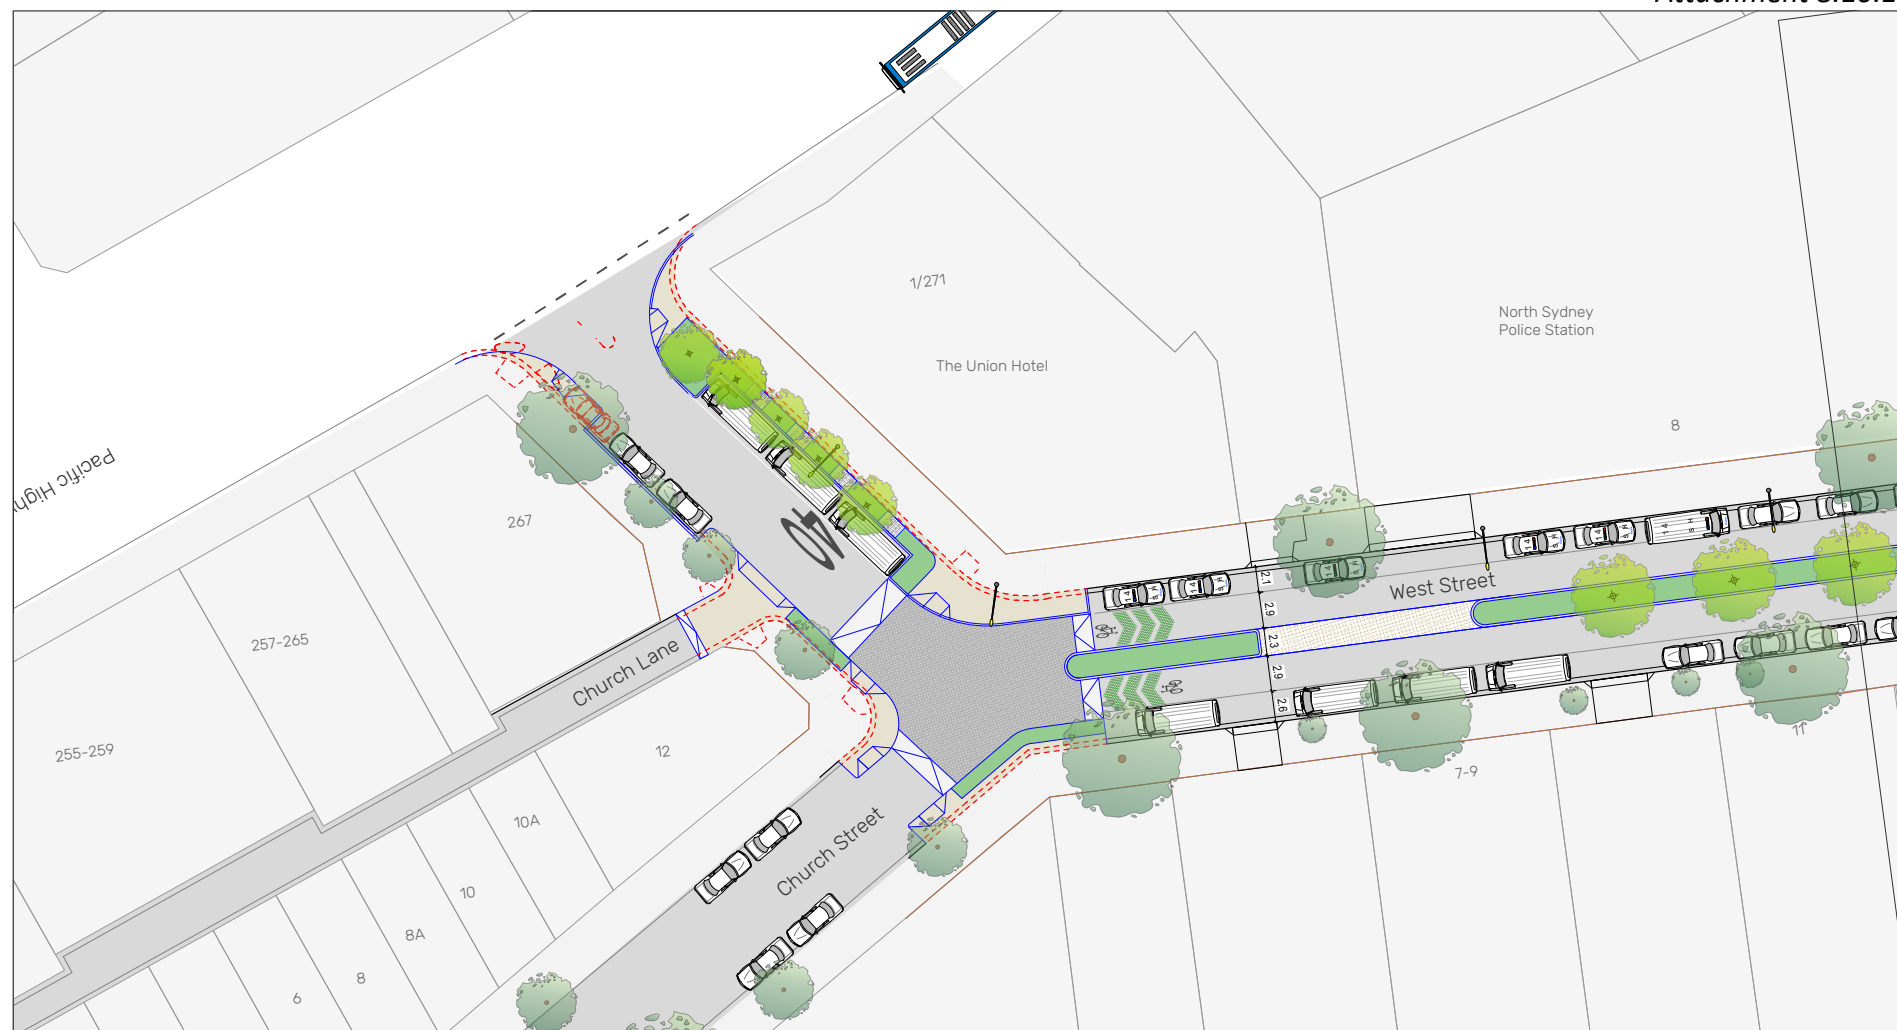 1/271
The Union Hotel
North Sydney
Police Station
8
Pacific High
267
40
West Street
2.1
2.9
2.3
2.9
2.6
257-265
Church Lane
255-259
12
7-9
11
10A
Church Street
10
8A
8
6